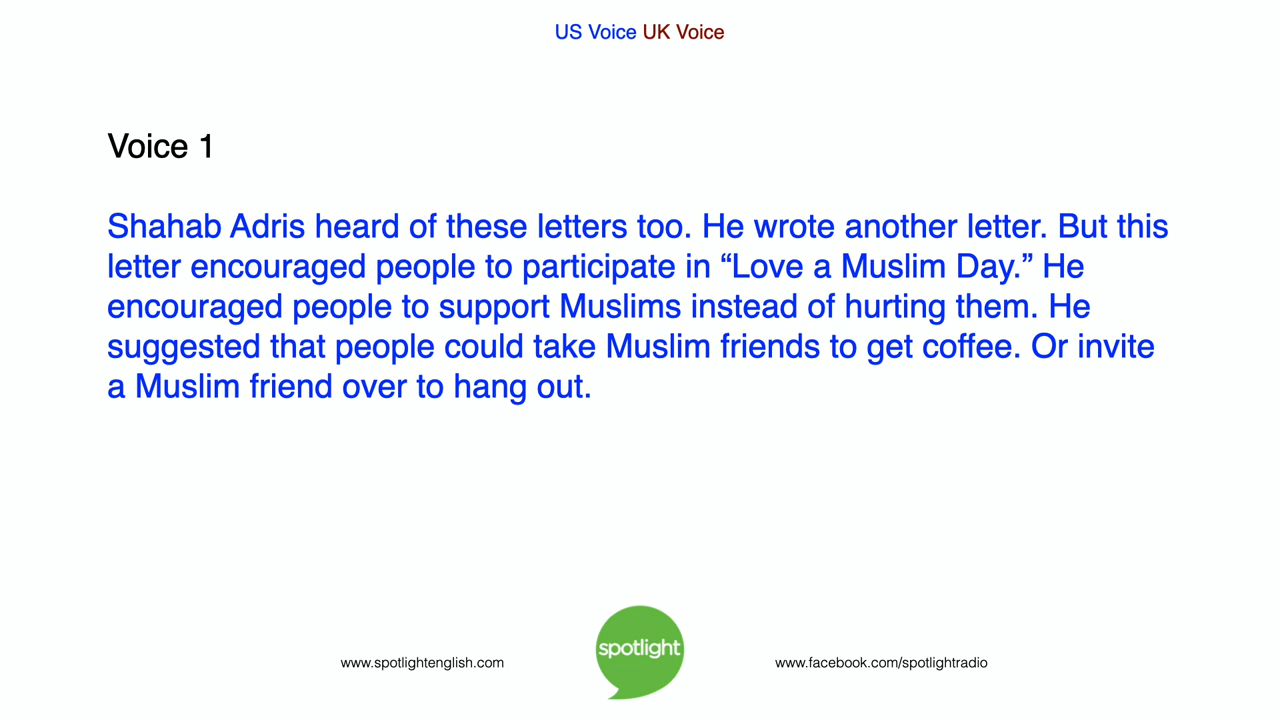 US Voice UK Voice
Voice 1
Shahab Adris heard of these letters too. He wrote another letter. But this
letter encouraged people to participate in “Love a Muslim Day.” He
encouraged people to support Muslims instead of hurting them. He
suggested that people could take Muslim friends to get coffee. Or invite
a Muslim friend over to hang out.
spotlight
www.spotlightenglish.com
www.facebook.com/spotlightradio